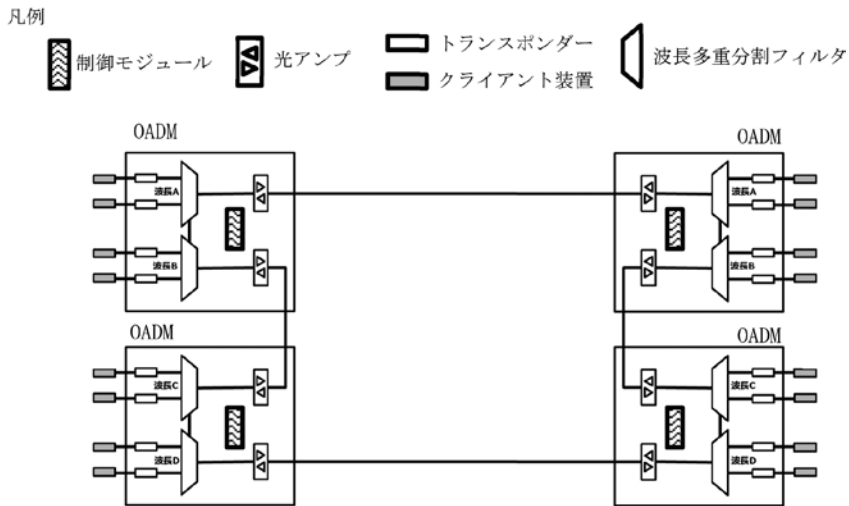 凡例
制御モジュール
光アンプ
トランスポンダー
クライアント装置
波長多重分割フィルタ
OADM
波長A
波長B
OADM
波長A
波長B
OADM
波長C
波長D
OADM
波長C
波長D